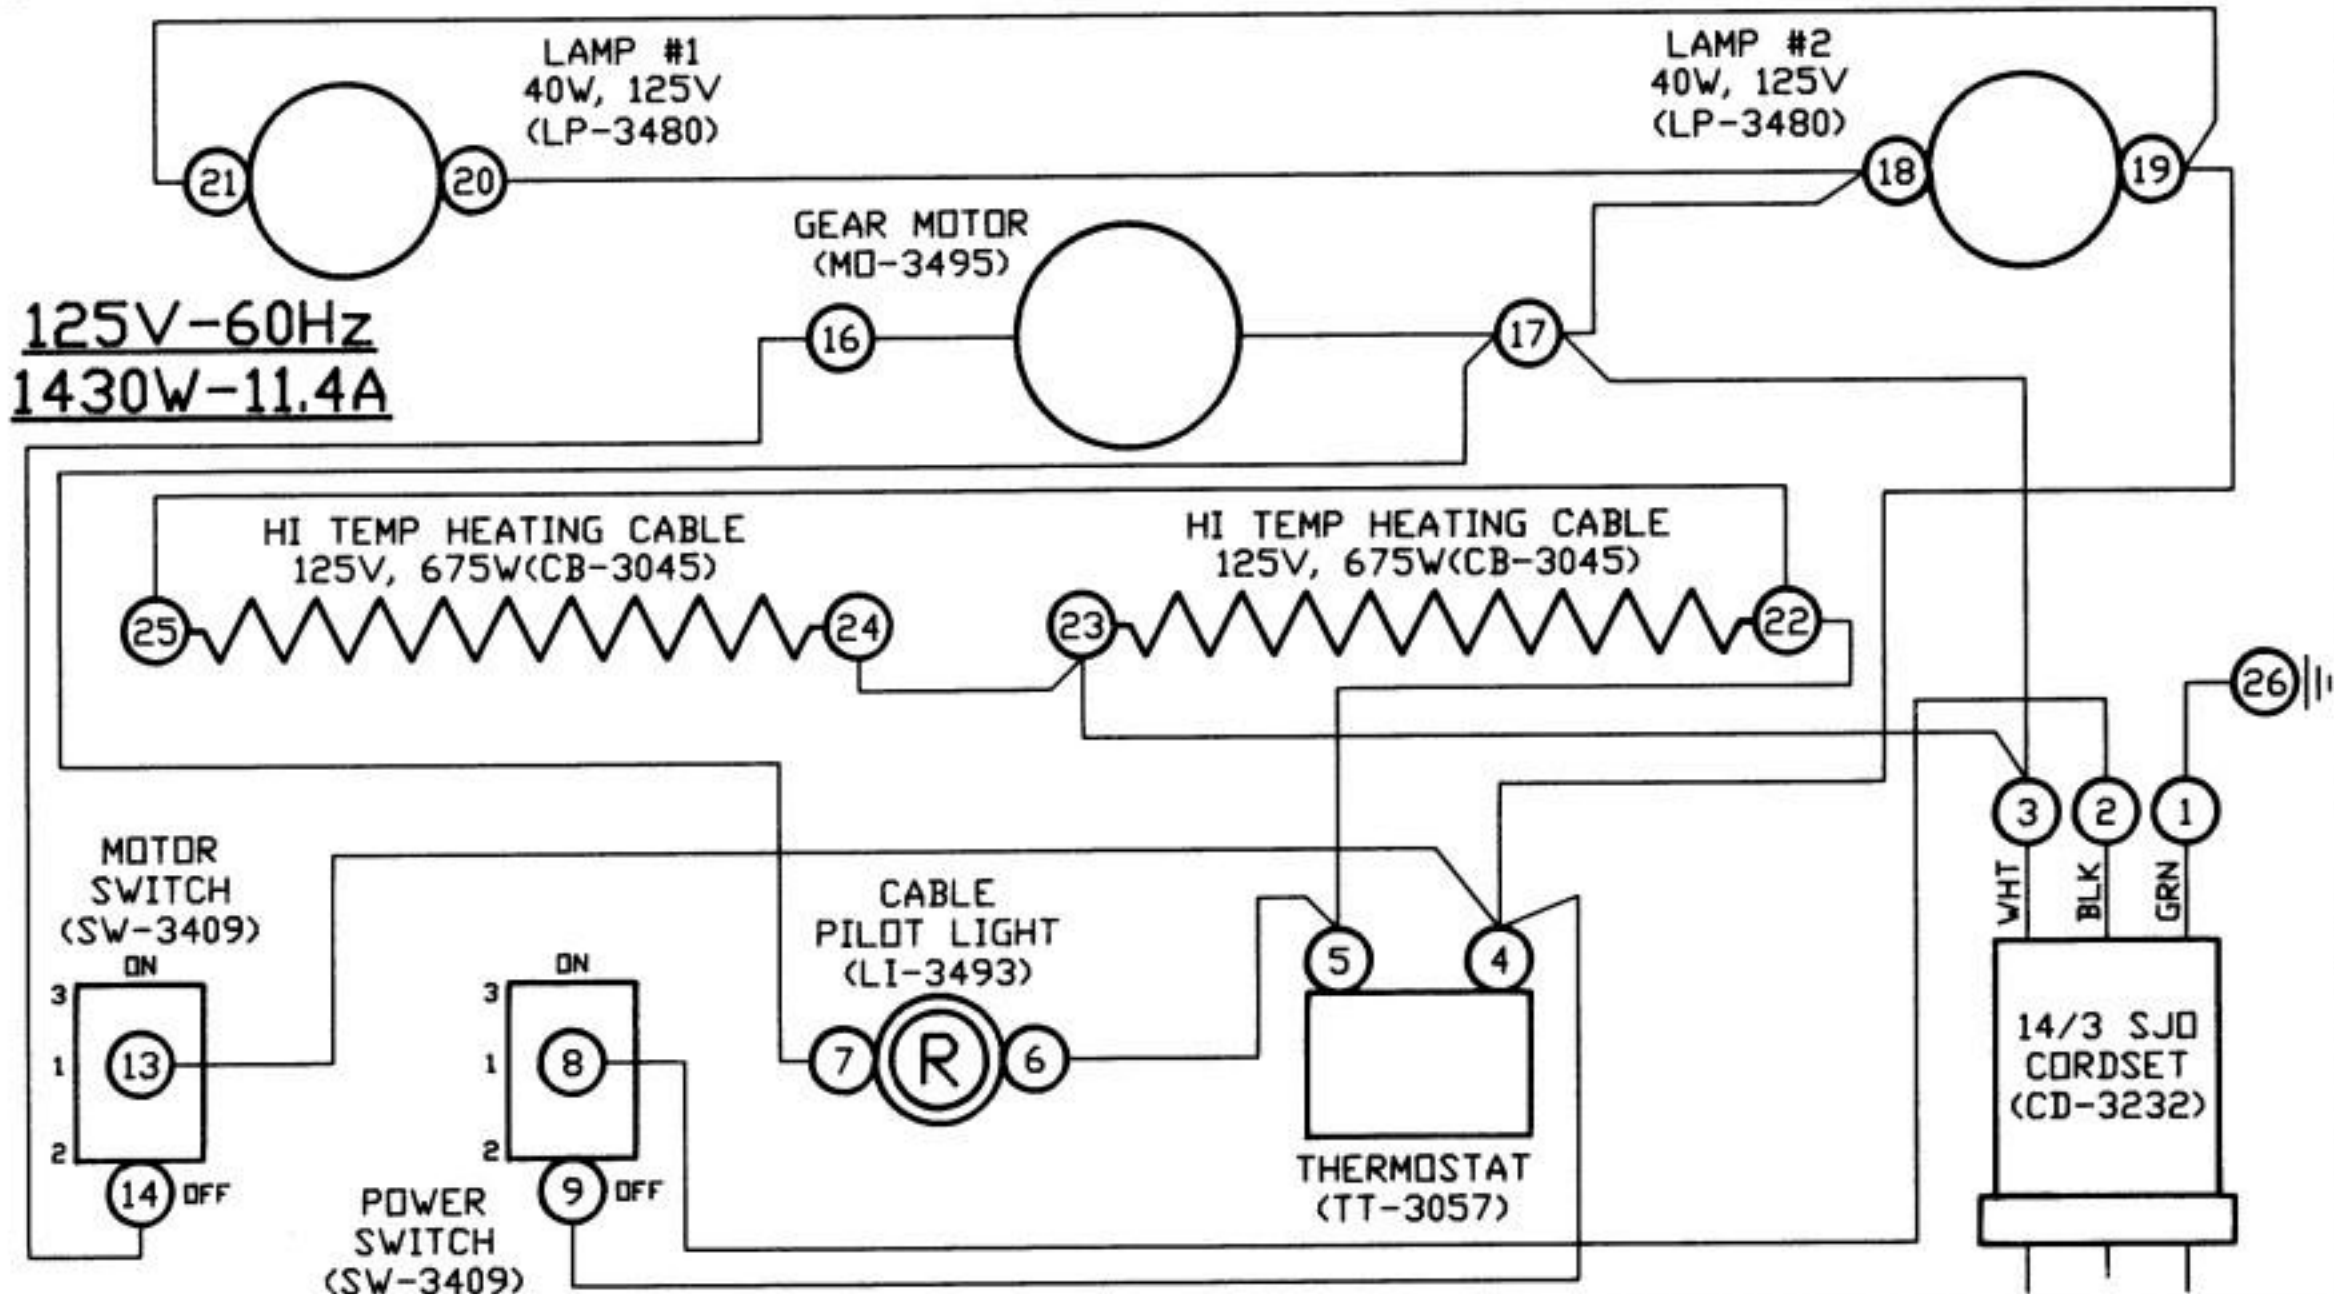 LAMP #1
40W, 125V
(LP-3480)
LAMP #2
40W, 125V
(LP-3480)
21
20
18
19
GEAR MOTOR
(MO-3495)
16
17
125V-60Hz
1430W-11.4A
HI TEMP HEATING CABLE
125V, 675W(CB-3045)
HI TEMP HEATING CABLE
125V, 675W(CB-3045)
25
24
23
22
26
3
2
1
WHT
BLK
GRN
14/3 SJO
CORDSET
(CD-3232)
MOTOR
SWITCH
(SW-3409)
ON
3
1
13
2
14
OFF
ON
3
1
8
2
9
OFF
POWER
SWITCH
(SW-3409)
CABLE
PILOT LIGHT
(LI-3493)
7
R
6
5
4
THERMOSTAT
(TT-3057)